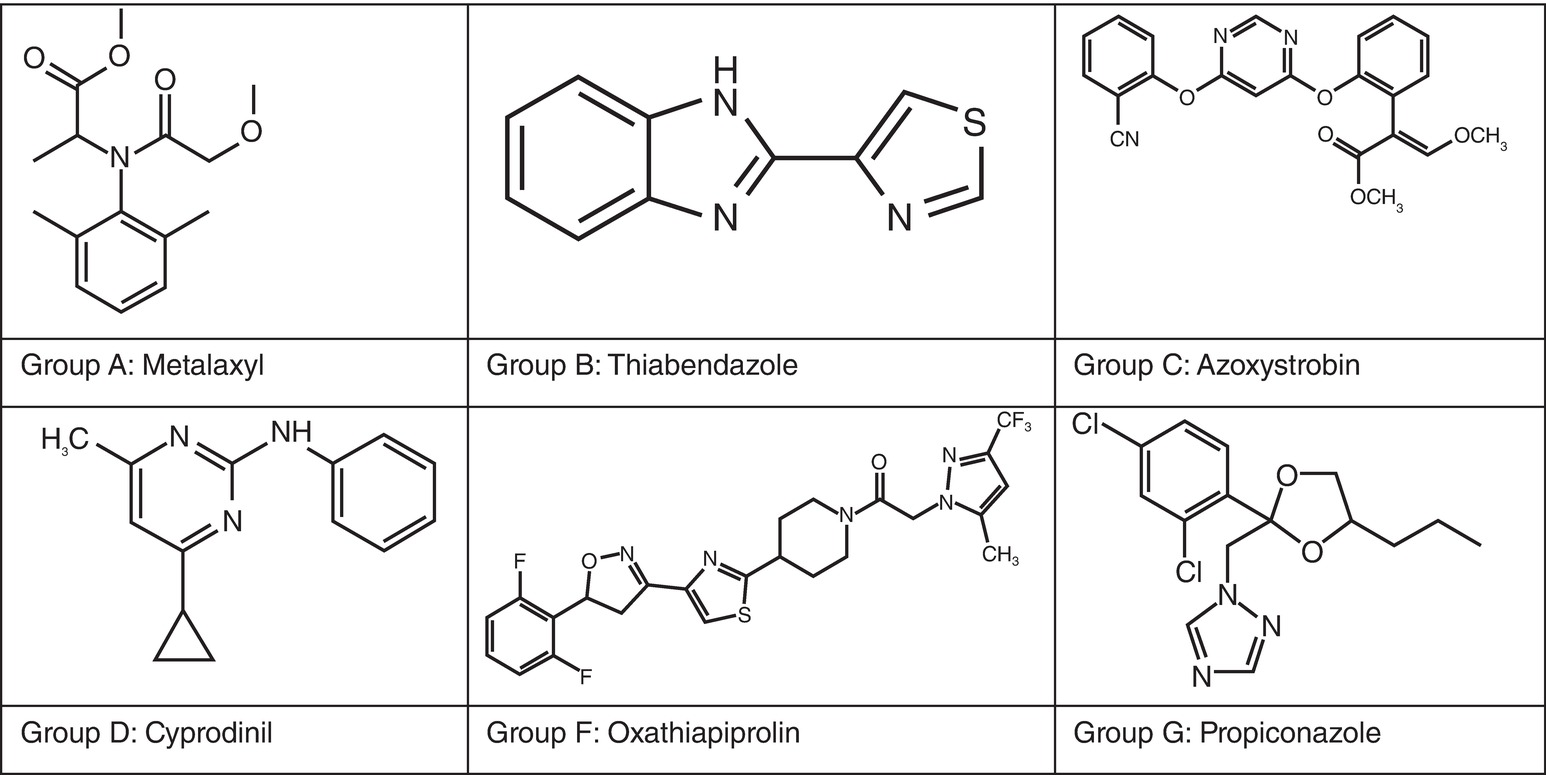 O
O
O
O
N
Group A: Metalaxyl
H
N
N
S
N
Group B: Thiabendazole
N
N
O
O
CN
O
OCH3
OCH3
Group C: Azoxystrobin
H3C
N
NH
N
Group D: Cyprodinil
CF3
N
O
N
N
CH3
F
O
N
N
S
F
Group F: Oxathiapiprolin
Cl
O
O
Cl
N
N
N
Group G: Propiconazole